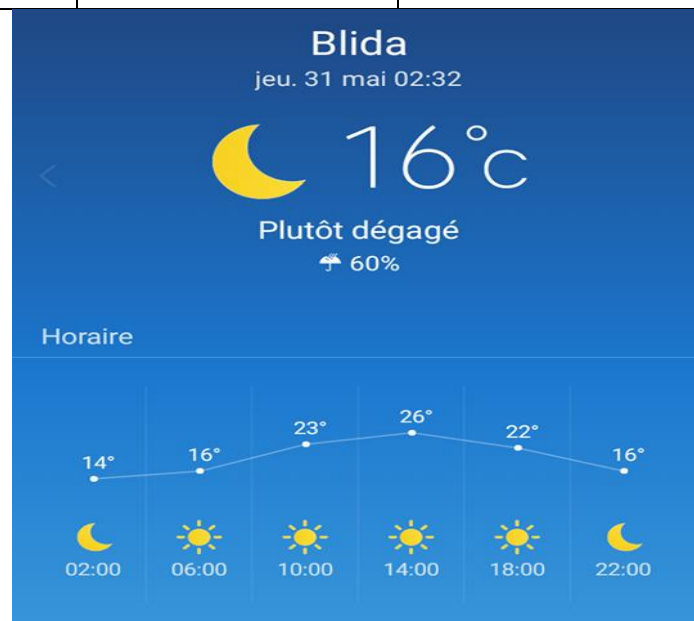 Blida
jeu. 31 mai 02:32
16°c
Plutôt dégagé
60%
Horaire
14° 16° 23° 26° 22° 16°
02:00 06:00 10:00 14:00 18:00 22:00